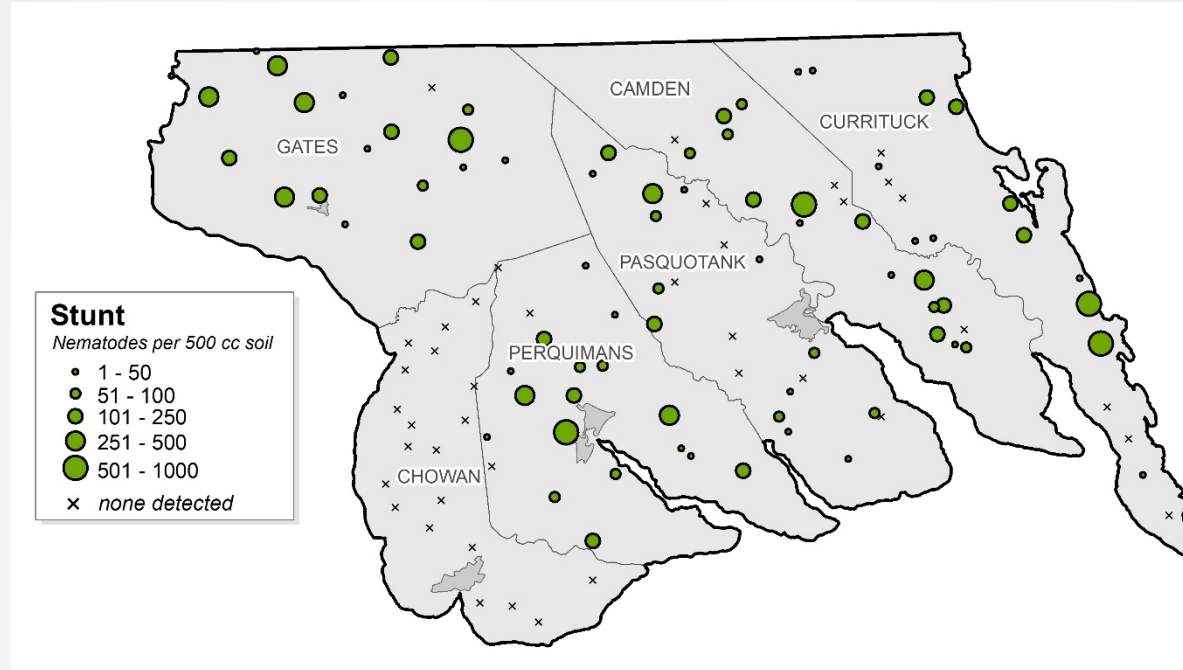 CAMDEN
CURRITUCK
GATES
PASQUOTANK
PERQUIMANS
CHOWAN
Stunt
Nematodes per 500 cc soil
1 - 50
51 - 100
101 - 250
251 - 500
501 - 1000
none detected